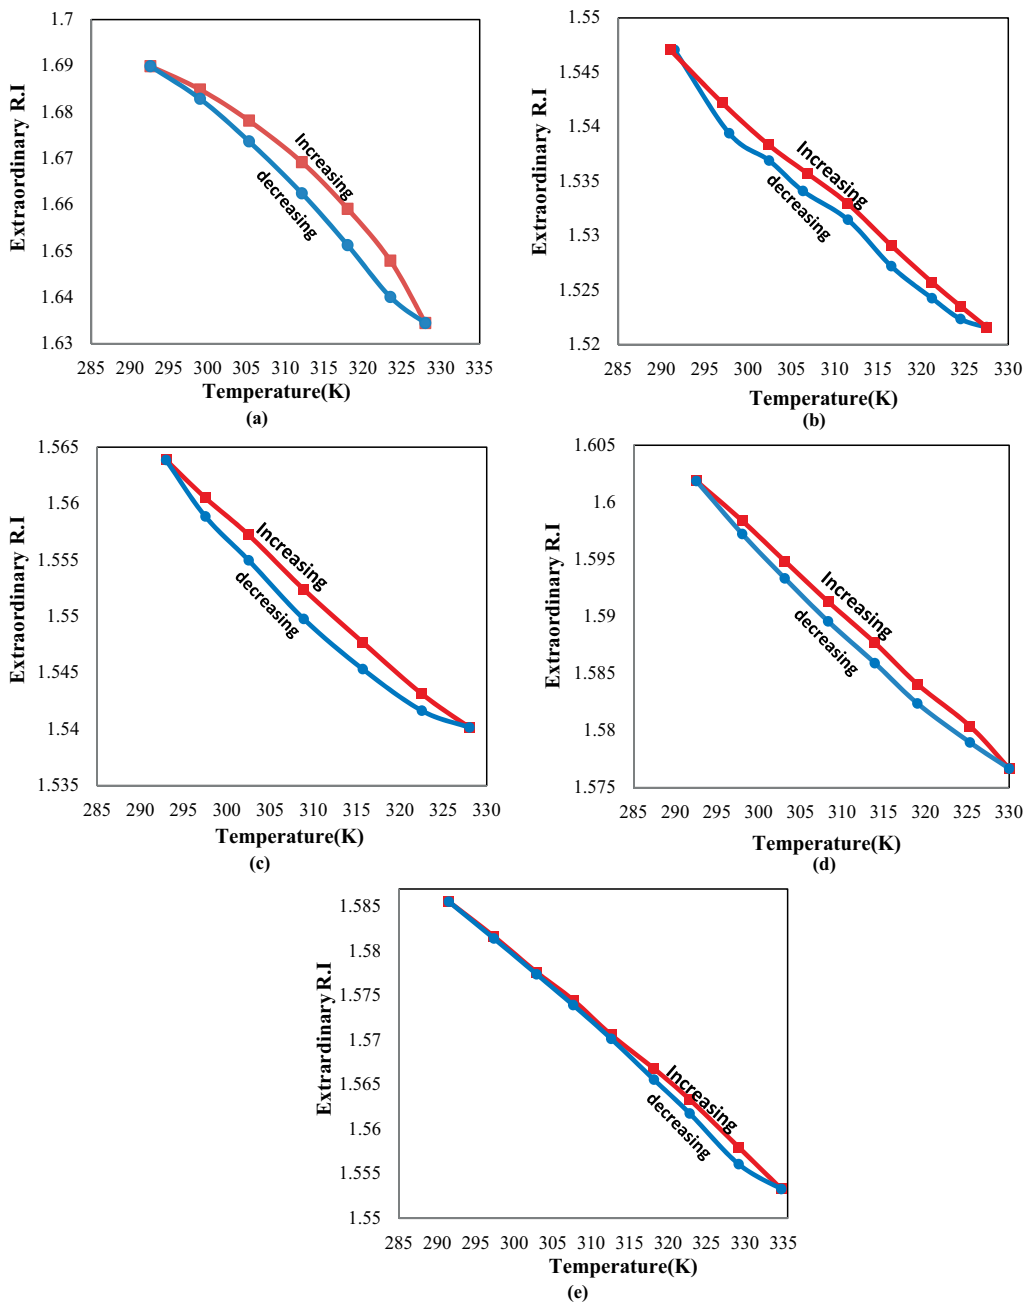 1.7
1.69
1.68
1.67
1.66
1.65
1.64
1.63
Extraordinary R.I
Increasing
decreasing
285 290 295 300 305 310 315 320 325 330 335
Temperature(K)
(a)
1.55
1.545
1.54
1.535
1.53
1.525
1.52
Extraordinary R.I
Increasing
decreasing
285 290 295 300 305 310 315 320 325 330
Temperature(K)
(b)
1.565
1.56
1.555
1.55
1.545
1.54
1.535
Extraordinary R.I
Increasing
decreasing
285 290 295 300 305 310 315 320 325 330
Temperature(K)
(c)
1.605
1.6
1.595
1.59
1.585
1.58
1.575
Extraordinary R.I
Increasing
decreasing
285 290 295 300 305 310 315 320 325 330
Temperature(K)
(d)
1.585
1.58
1.575
1.57
1.565
1.56
1.555
1.55
Extrardinary R.I
Increasing
decreasing
285 290 295 300 305 310 315 320 325 330 335
Temperature(K)
(e)